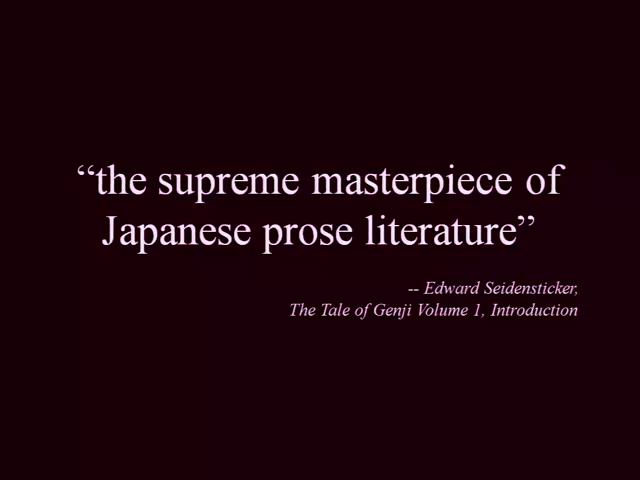 “the supreme masterpiece of
Japanese prose literature”
-- Edward Seidensticker,
The Tale of Genji Volume 1, Introduction